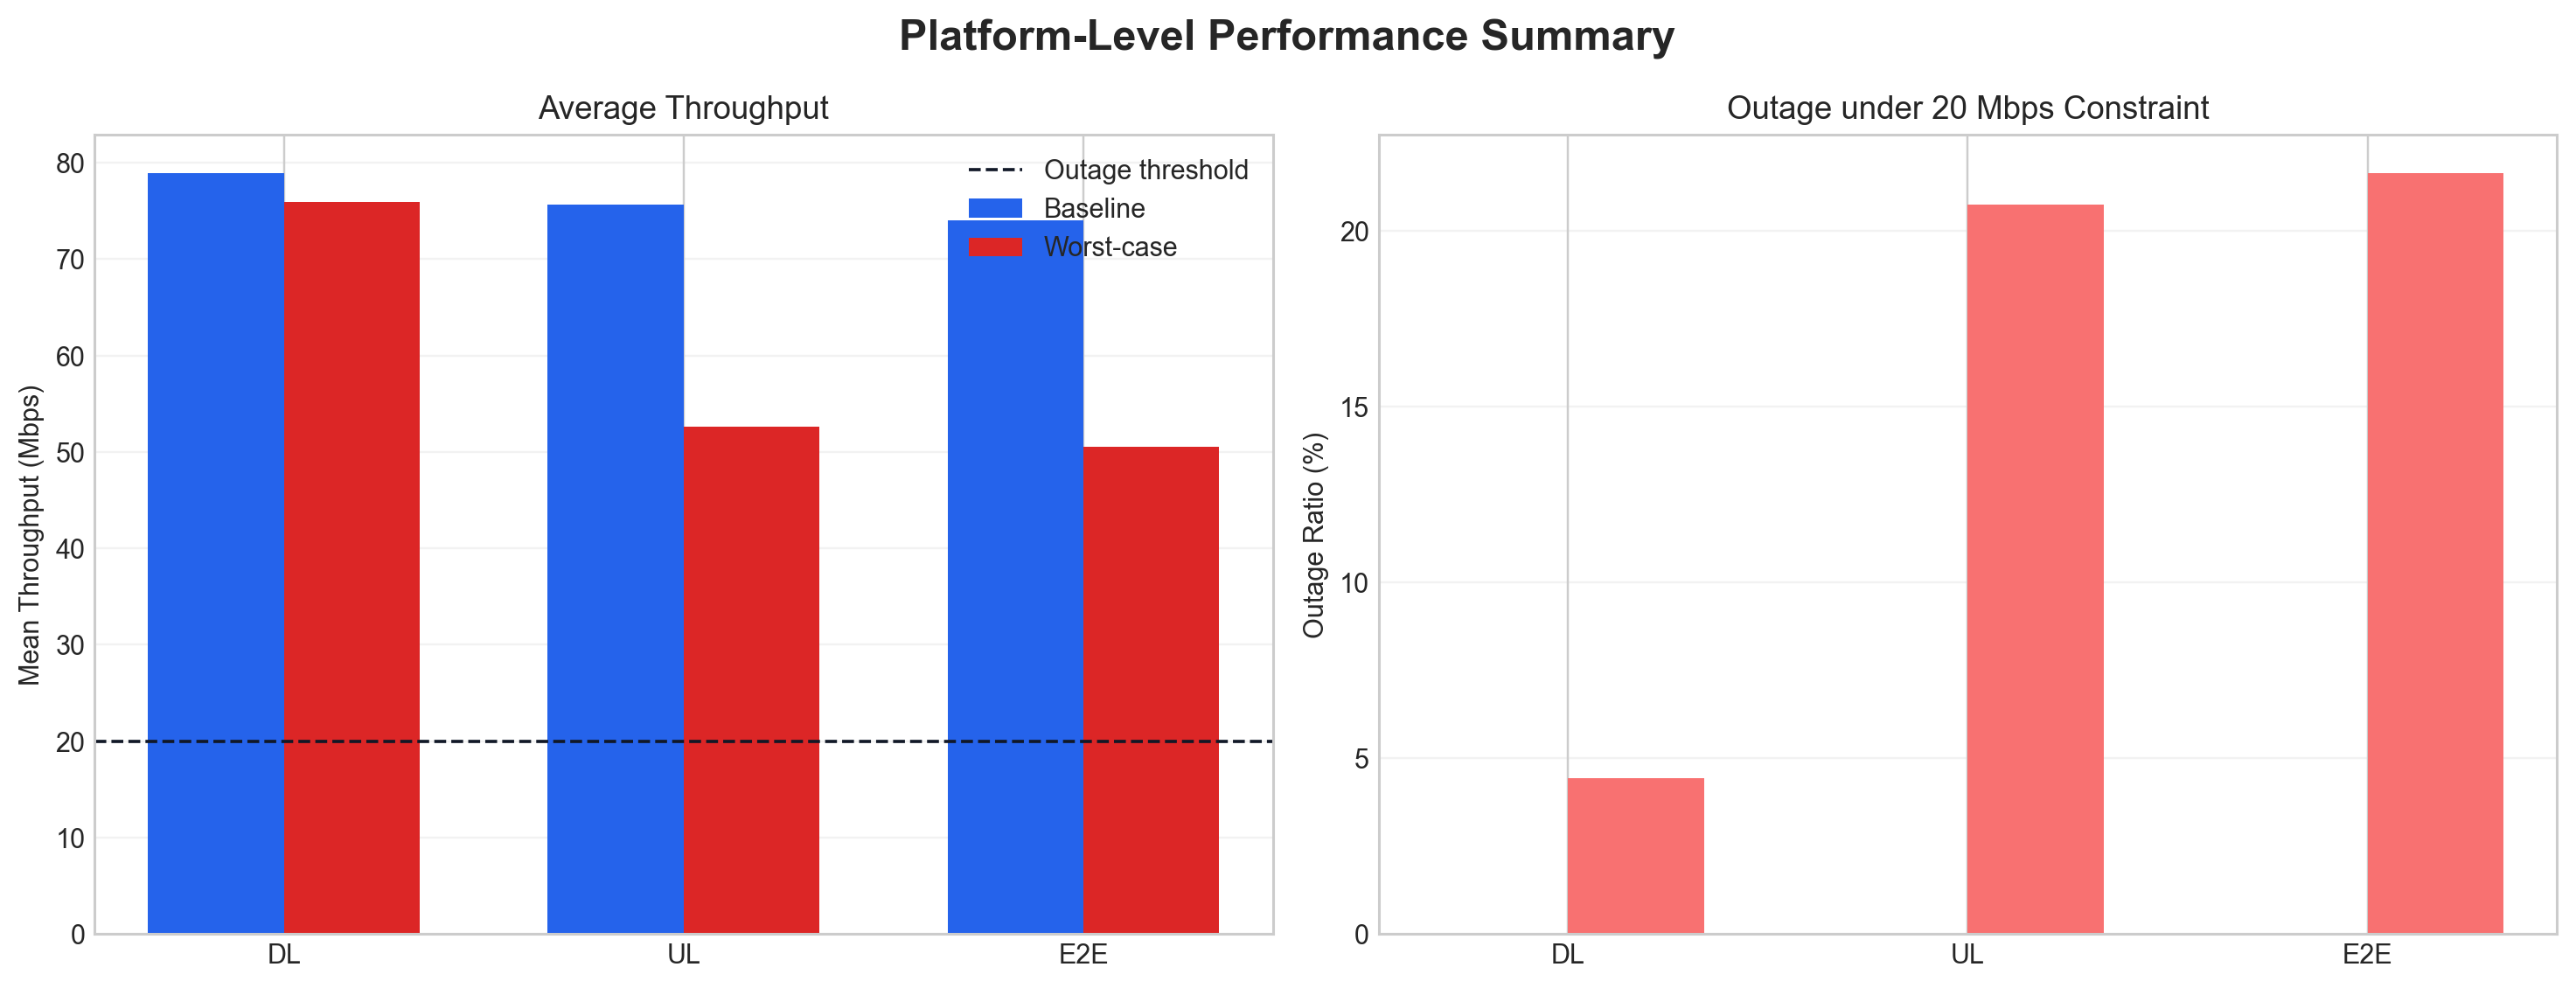 Platform-Level Performance Summary
Average Throughput
Mean Throughput (Mbps)
80
70
60
50
40
30
20
10
0
DL
UL
E2E
Outage threshold
Baseline
Worst-case
Outage under 20 Mbps Constraint
Outage Ratio (%)
20
15
10
5
0
DL
UL
E2E